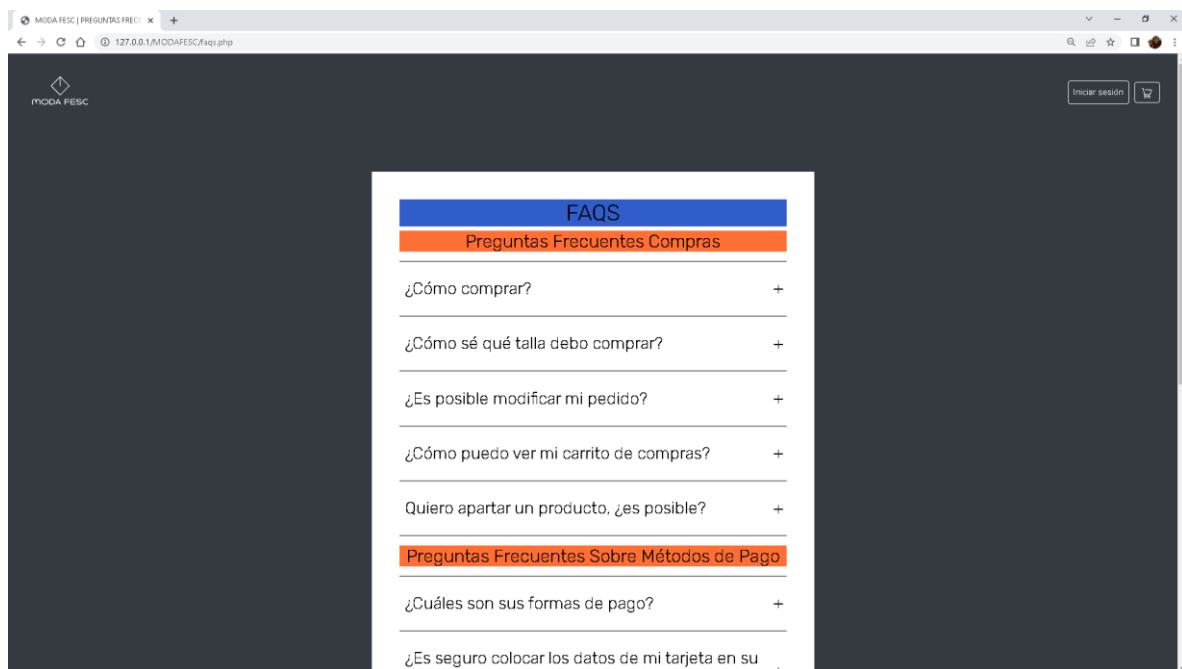 MODA FESC | PREGUNTAS FREC
127.0.0.1/MODAFESC/faqs.php
MODA FESC
Iniciar sesión
FAQS
Preguntas Frecuentes Compras
¿Cómo comprar?
¿Cómo sé qué talla debo comprar?
¿Es posible modificar mi pedido?
¿Cómo puedo ver mi carrito de compras?
Quiero apartar un producto, ¿es posible?
Preguntas Frecuentes Sobre Métodos de Pago
¿Cuáles son sus formas de pago?
¿Es seguro colocar los datos de mi tarjeta en su